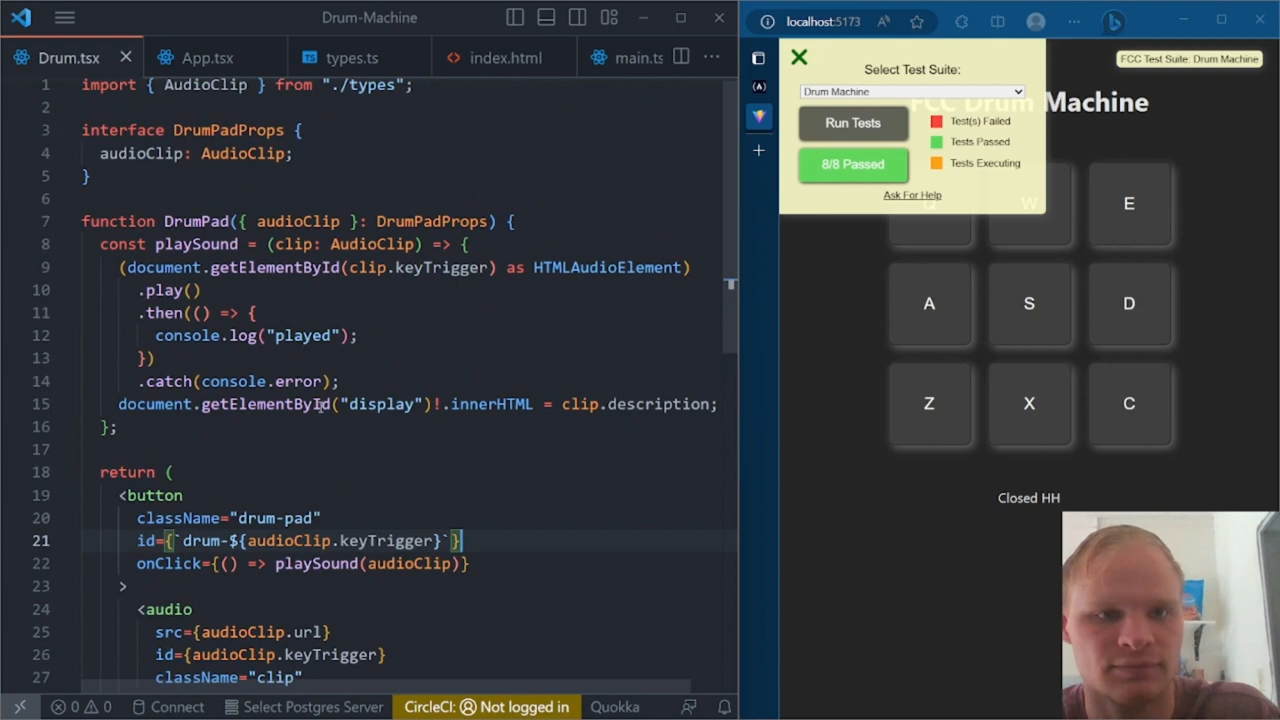 Drum-Machine
localhost:5173
Drum.tsx
App.tsx
types.ts
index.html
main.ts
1 import { AudioClip } from "./types";
2
3 interface DrumPadProps {
4 audioClip: AudioClip;
5 }
6
7 function DrumPad({ audioClip }: DrumPadProps) {
8 const playSound = (clip: AudioClip) => {
9 (document.getElementById(clip.keyTrigger) as HTMLAudioElement)
10 .play()
11 .then(() => {
12 console.log("played");
13 })
14 .catch(console.error);
15 document.getElementById("display")!.innerHTML = clip.description;
16 };
17
18 return (
19 <button
20 className="drum-pad"
21 id={`drum-${audioClip.keyTrigger}`}
22 onClick={() => playSound(audioClip)}
23 >
24 <audio
25 src={audioClip.url}
26 id={audioClip.keyTrigger}
27 className="clip"
0 0
Connect
Select Postgres Server
CircleCI: Not logged in
Quokka
FCC Test Suite: Drum Machine
FCC Drum Machine
Select Test Suite:
Drum Machine
Run Tests
8/8 Passed
Test(s) Failed
Tests Passed
Tests Executing
Ask For Help
Q W E
A S D
Z X C
Closed HH